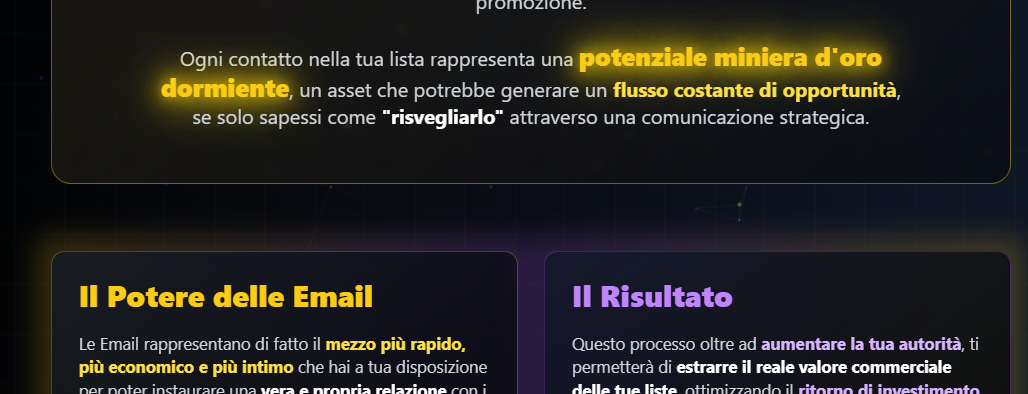 promozione.
Ogni contatto nella tua lista rappresenta una potenziale miniera d'oro
dormiente, un asset che potrebbe generare un flusso costante di opportunità,
se solo sapessi come "risvegliarlo" attraverso una comunicazione strategica.
Il Potere delle Email
Le Email rappresentano di fatto il mezzo più rapido,
più economico e più intimo che hai a tua disposizione
per poter instaurare una vera e propria relazione con i
Il Risultato
Questo processo oltre ad aumentare la tua autorità, ti
permetterà di estrarre il reale valore commerciale
delle tue liste, ottimizzando il ritorno di investimento